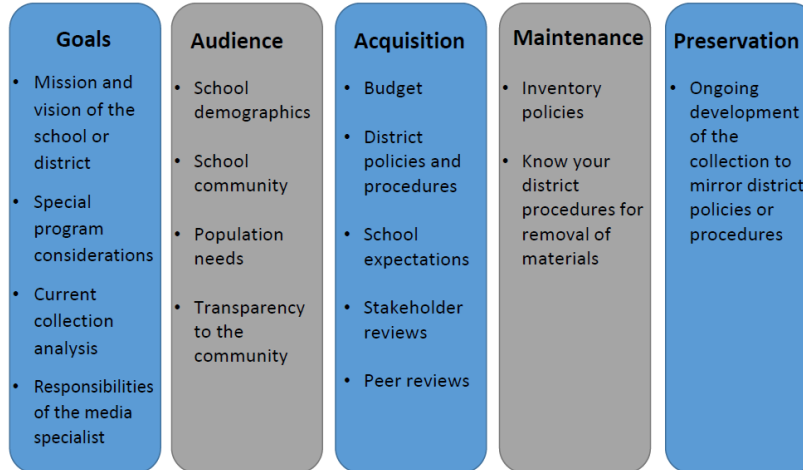 Goals
• Mission and
vision of the
school or
district
• Special
program
considerations
• Current
collection
analysis
• Responsibilities
of the media
specialist
Audience
• School
demographics
• School
community
• Population
needs
• Transparency
to the
community
Acquisition
• Budget
• District
policies and
procedures
• School
expectations
• Stakeholder
reviews
• Peer reviews
Maintenance
• Inventory
policies
• Know your
district
procedures for
removal of
materials
Preservation
• Ongoing
development
of the
collection to
mirror district
policies or
procedures